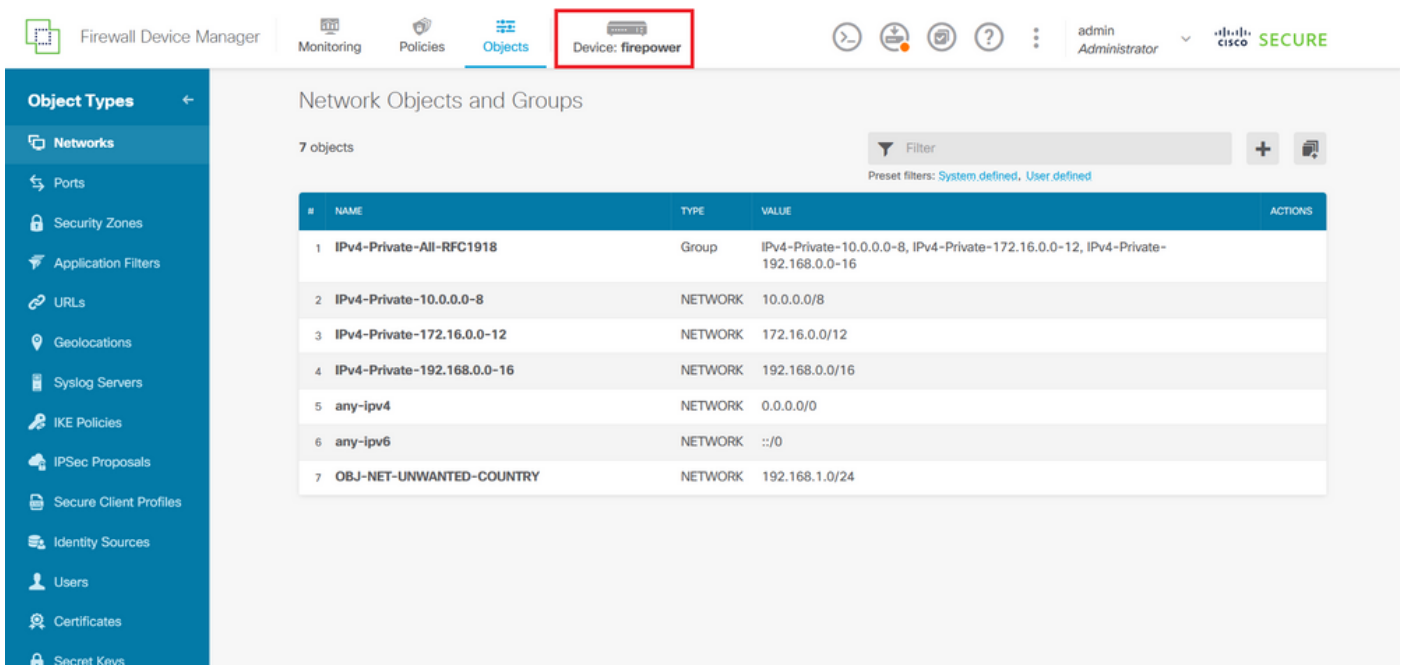 Firewall Device Manager
Monitoring
Policies
Objects
Device: firepower
admin
Administrator
cisco SECURE
Object Types
Networks
Ports
Security Zones
Application Filters
URLs
Geolocations
Syslog Servers
IKE Policies
IPSec Proposals
Secure Client Profiles
Identity Sources
Users
Certificates
Secret Keys
Network Objects and Groups
7 objects
Filter
Preset filters: System defined, User defined
# NAME TYPE VALUE ACTIONS
1 IPv4-Private-All-RFC1918 Group IPv4-Private-10.0.0.0-8, IPv4-Private-172.16.0.0-12, IPv4-Private-
192.168.0.0-16
2 IPv4-Private-10.0.0.0-8 NETWORK 10.0.0.0/8
3 IPv4-Private-172.16.0.0-12 NETWORK 172.16.0.0/12
4 IPv4-Private-192.168.0.0-16 NETWORK 192.168.0.0/16
5 any-ipv4 NETWORK 0.0.0.0/0
6 any-ipv6 NETWORK ::/0
7 OBJ-NET-UNWANTED-COUNTRY NETWORK 192.168.1.0/24